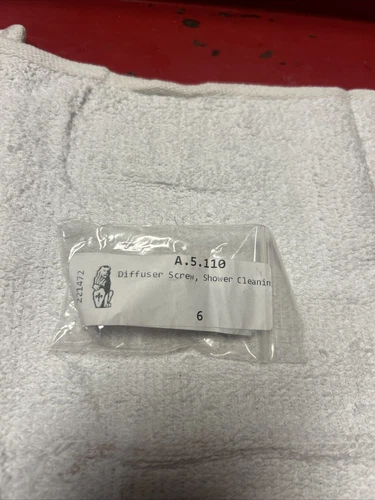 A.5.110
Diffuser Screw, Shower Cleanin
221472
6